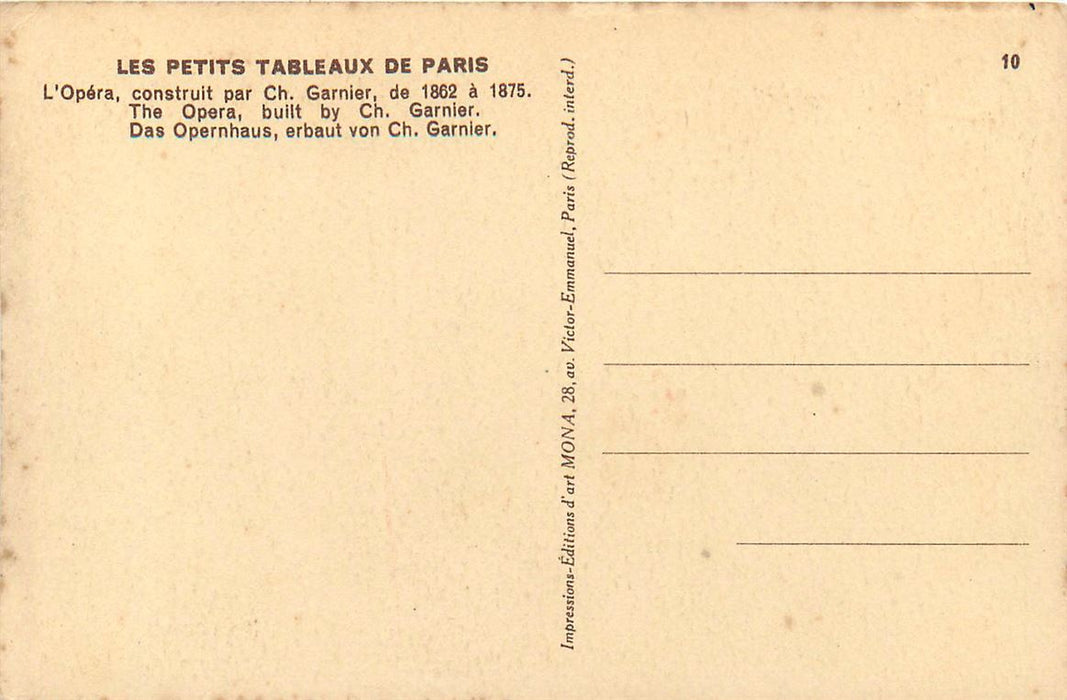 LES PETITS TABLEAUX DE PARIS
L'Opéra, construit par Ch. Garnier, de 1862 à 1875.
The Opera, built by Ch. Garnier.
Das Opernhaus, erbaut von Ch. Garnier.
Impressions-Éditions d'art MONA, 28, av. Victor-Emmanuel, Paris (Reprod. interd.)
10